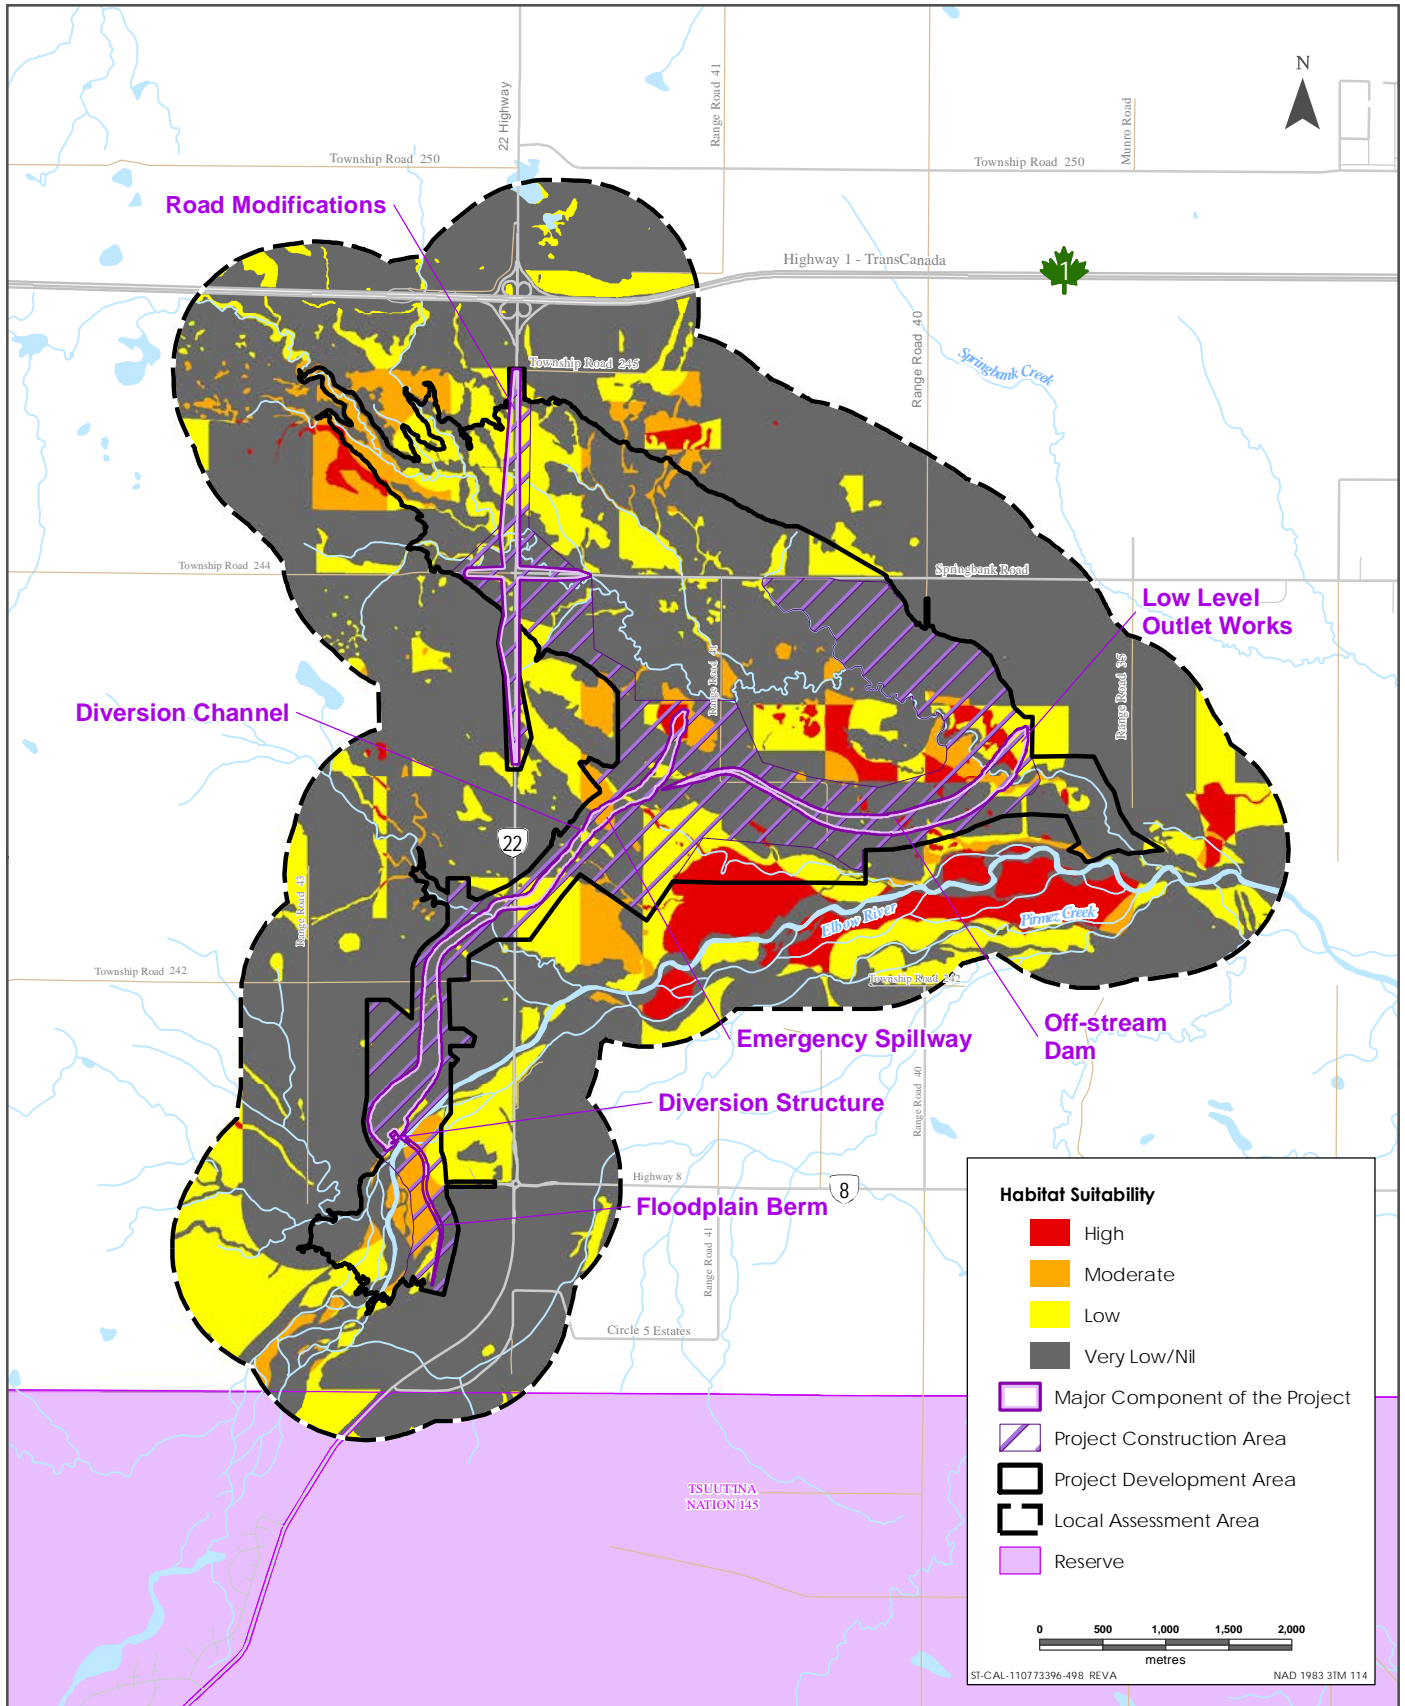 N
22 Highway
Range Road 41
Munro Road
Township Road 250
Township Road 250
Road Modifications
Highway 1 - TransCanada
1
Range Road 40
Springbank Creek
Township Road 245
Township Road 244
Springbank Road
Low Level
Outlet Works
Range Road 41
Range Road 35
Diversion Channel
22
Range Road 43
Elbow River
Pirmez Creek
Township Road 242
Township Road 242
Emergency Spillway
Off-stream
Dam
Diversion Structure
Range Road 40
Highway 8
8
Floodplain Berm
Range Road 41
Circle 5 Estates
TSUUT'INA
NATION 145
Habitat Suitability
High
Moderate
Low
Very Low/Nil
Major Component of the Project
Project Construction Area
Project Development Area
Local Assessment Area
Reserve
0 500 1,000 1,500 2,000
metres
ST-CAL-110773396-498 REVA
NAD 1983 3TM 114